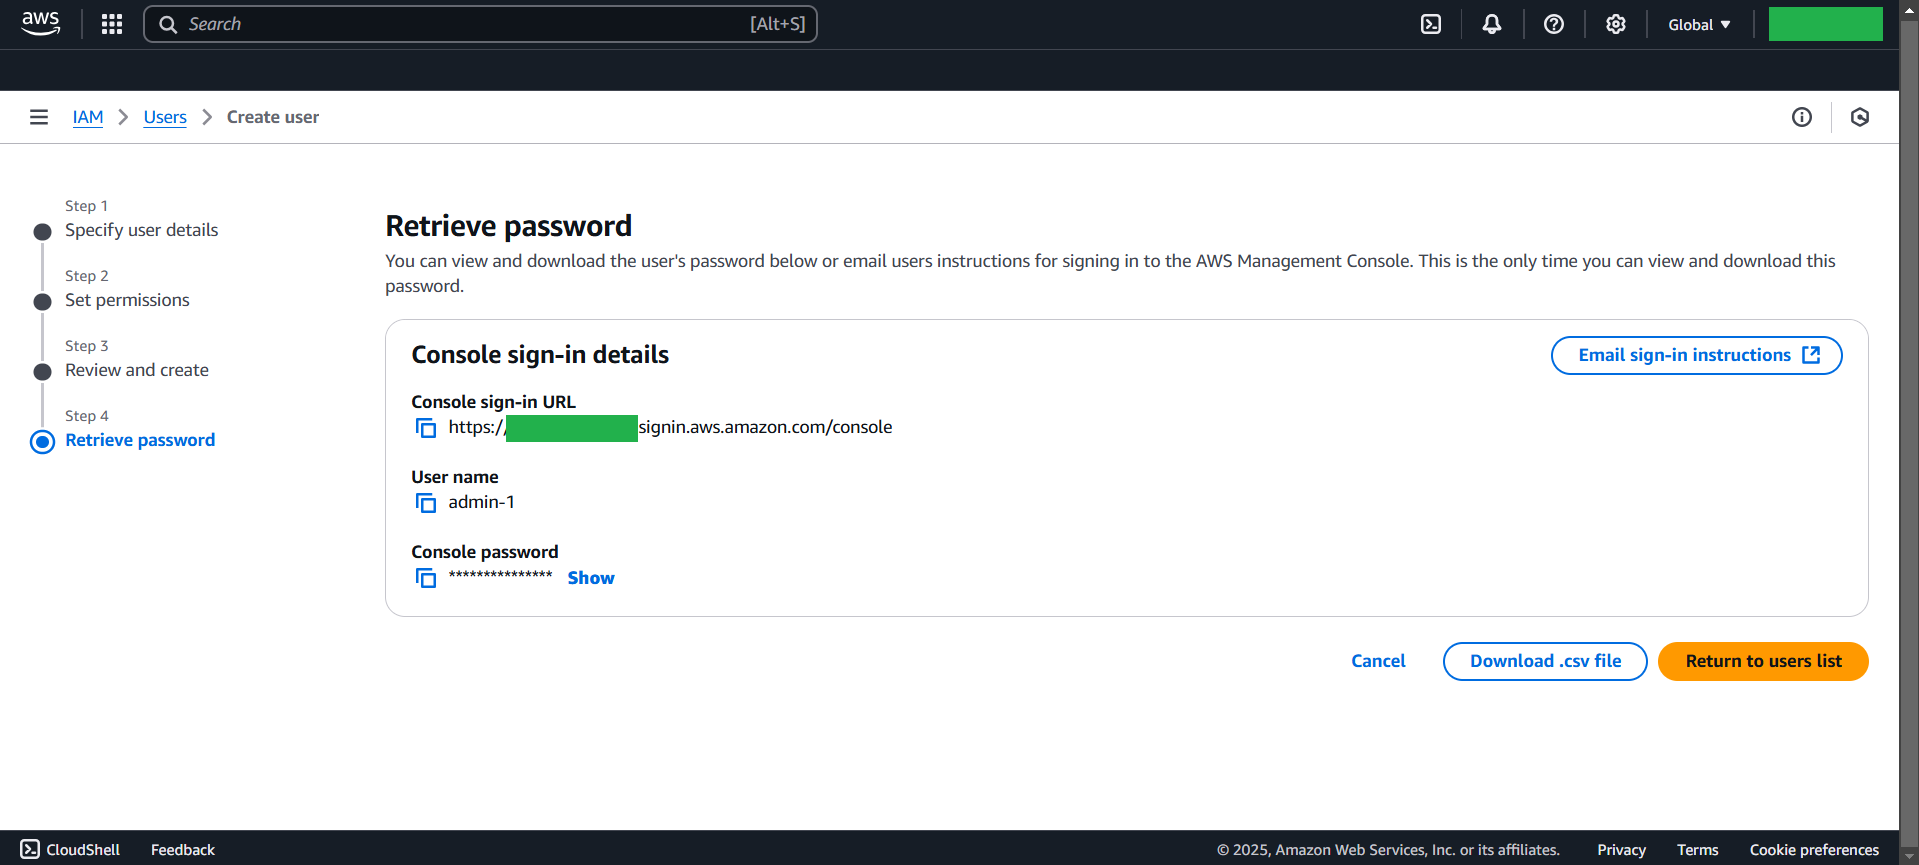 aws
Search [Alt+S]
Global
IAM Users Create user
Step 1
Specify user details
Step 2
Set permissions
Step 3
Review and create
Step 4
Retrieve password
Retrieve password
You can view and download the user's password below or email users instructions for signing in to the AWS Management Console. This is the only time you can view and download this
password.
Console sign-in details
Email sign-in instructions
Console sign-in URL
https:// signin.aws.amazon.com/console
User name
admin-1
Console password
*************** Show
Cancel Download .csv file Return to users list
CloudShell Feedback © 2025, Amazon Web Services, Inc. or its affiliates. Privacy Terms Cookie preferences